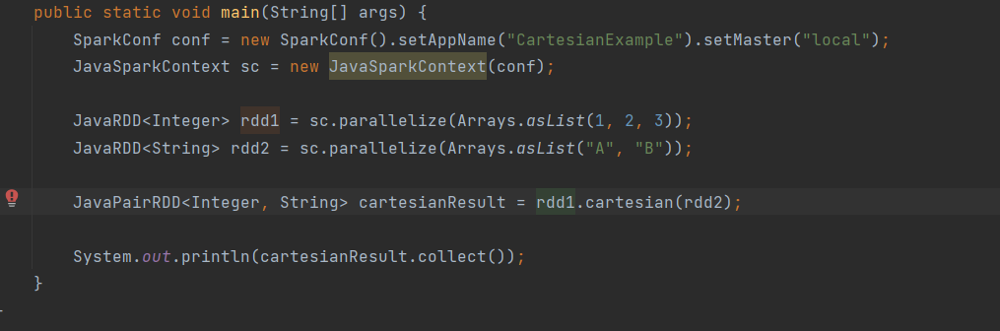 public static void main(String[] args) {
SparkConf conf = new SparkConf().setAppName("CartesianExample").setMaster("local");
JavaSparkContext sc = new JavaSparkContext(conf);
JavaRDD<Integer> rdd1 = sc.parallelize(Arrays.asList(1, 2, 3));
JavaRDD<String> rdd2 = sc.parallelize(Arrays.asList("A", "B"));
JavaPairRDD<Integer, String> cartesianResult = rdd1.cartesian(rdd2);
System.out.println(cartesianResult.collect());
}